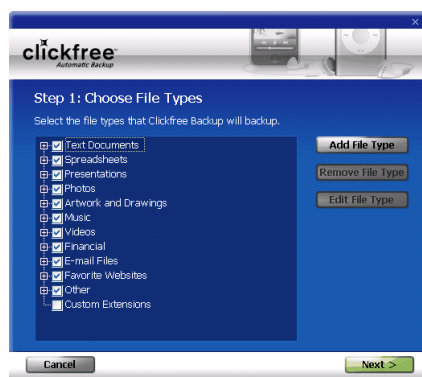 clickfree
Automatic Backup
Step 1: Choose File Types
Select the file types that Clickfree Backup will backup.
Text Documents
Spreadsheets
Presentations
Photos
Artwork and Drawings
Music
Videos
Financial
E-mail Files
Favorite Websites
Other
Custom Extensions
Add File Type
Remove File Type
Edit File Type
Cancel
Next >